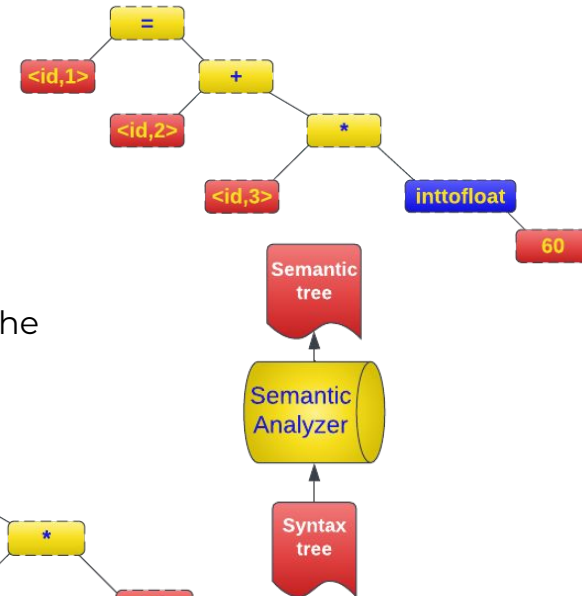 =
<id,1>
+
<id,2>
*
<id,3>
inttofloat
60
Semantic
tree
he
Semantic
Analyzer
Syntax
tree
*